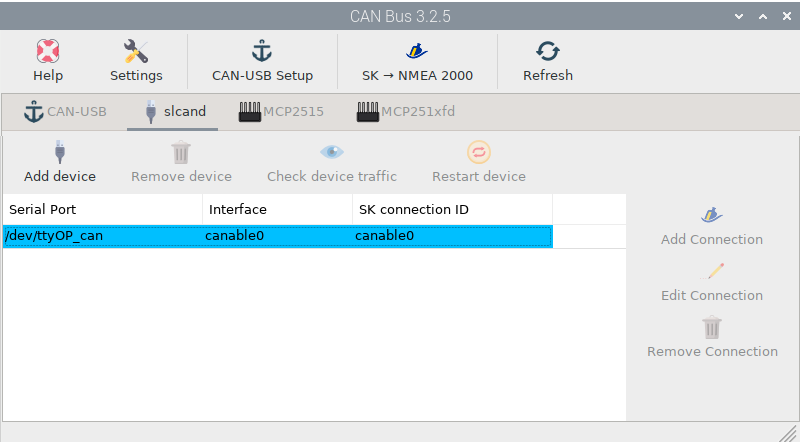 CAN Bus 3.2.5
Help Settings CAN-USB Setup SK → NMEA 2000 Refresh
CAN-USB slcand MCP2515 MCP251xfd
Add device Remove device Check device traffic Restart device
Serial Port Interface SK connection ID
/dev/ttyOP_can canable0 canable0
Add Connection
Edit Connection
Remove Connection